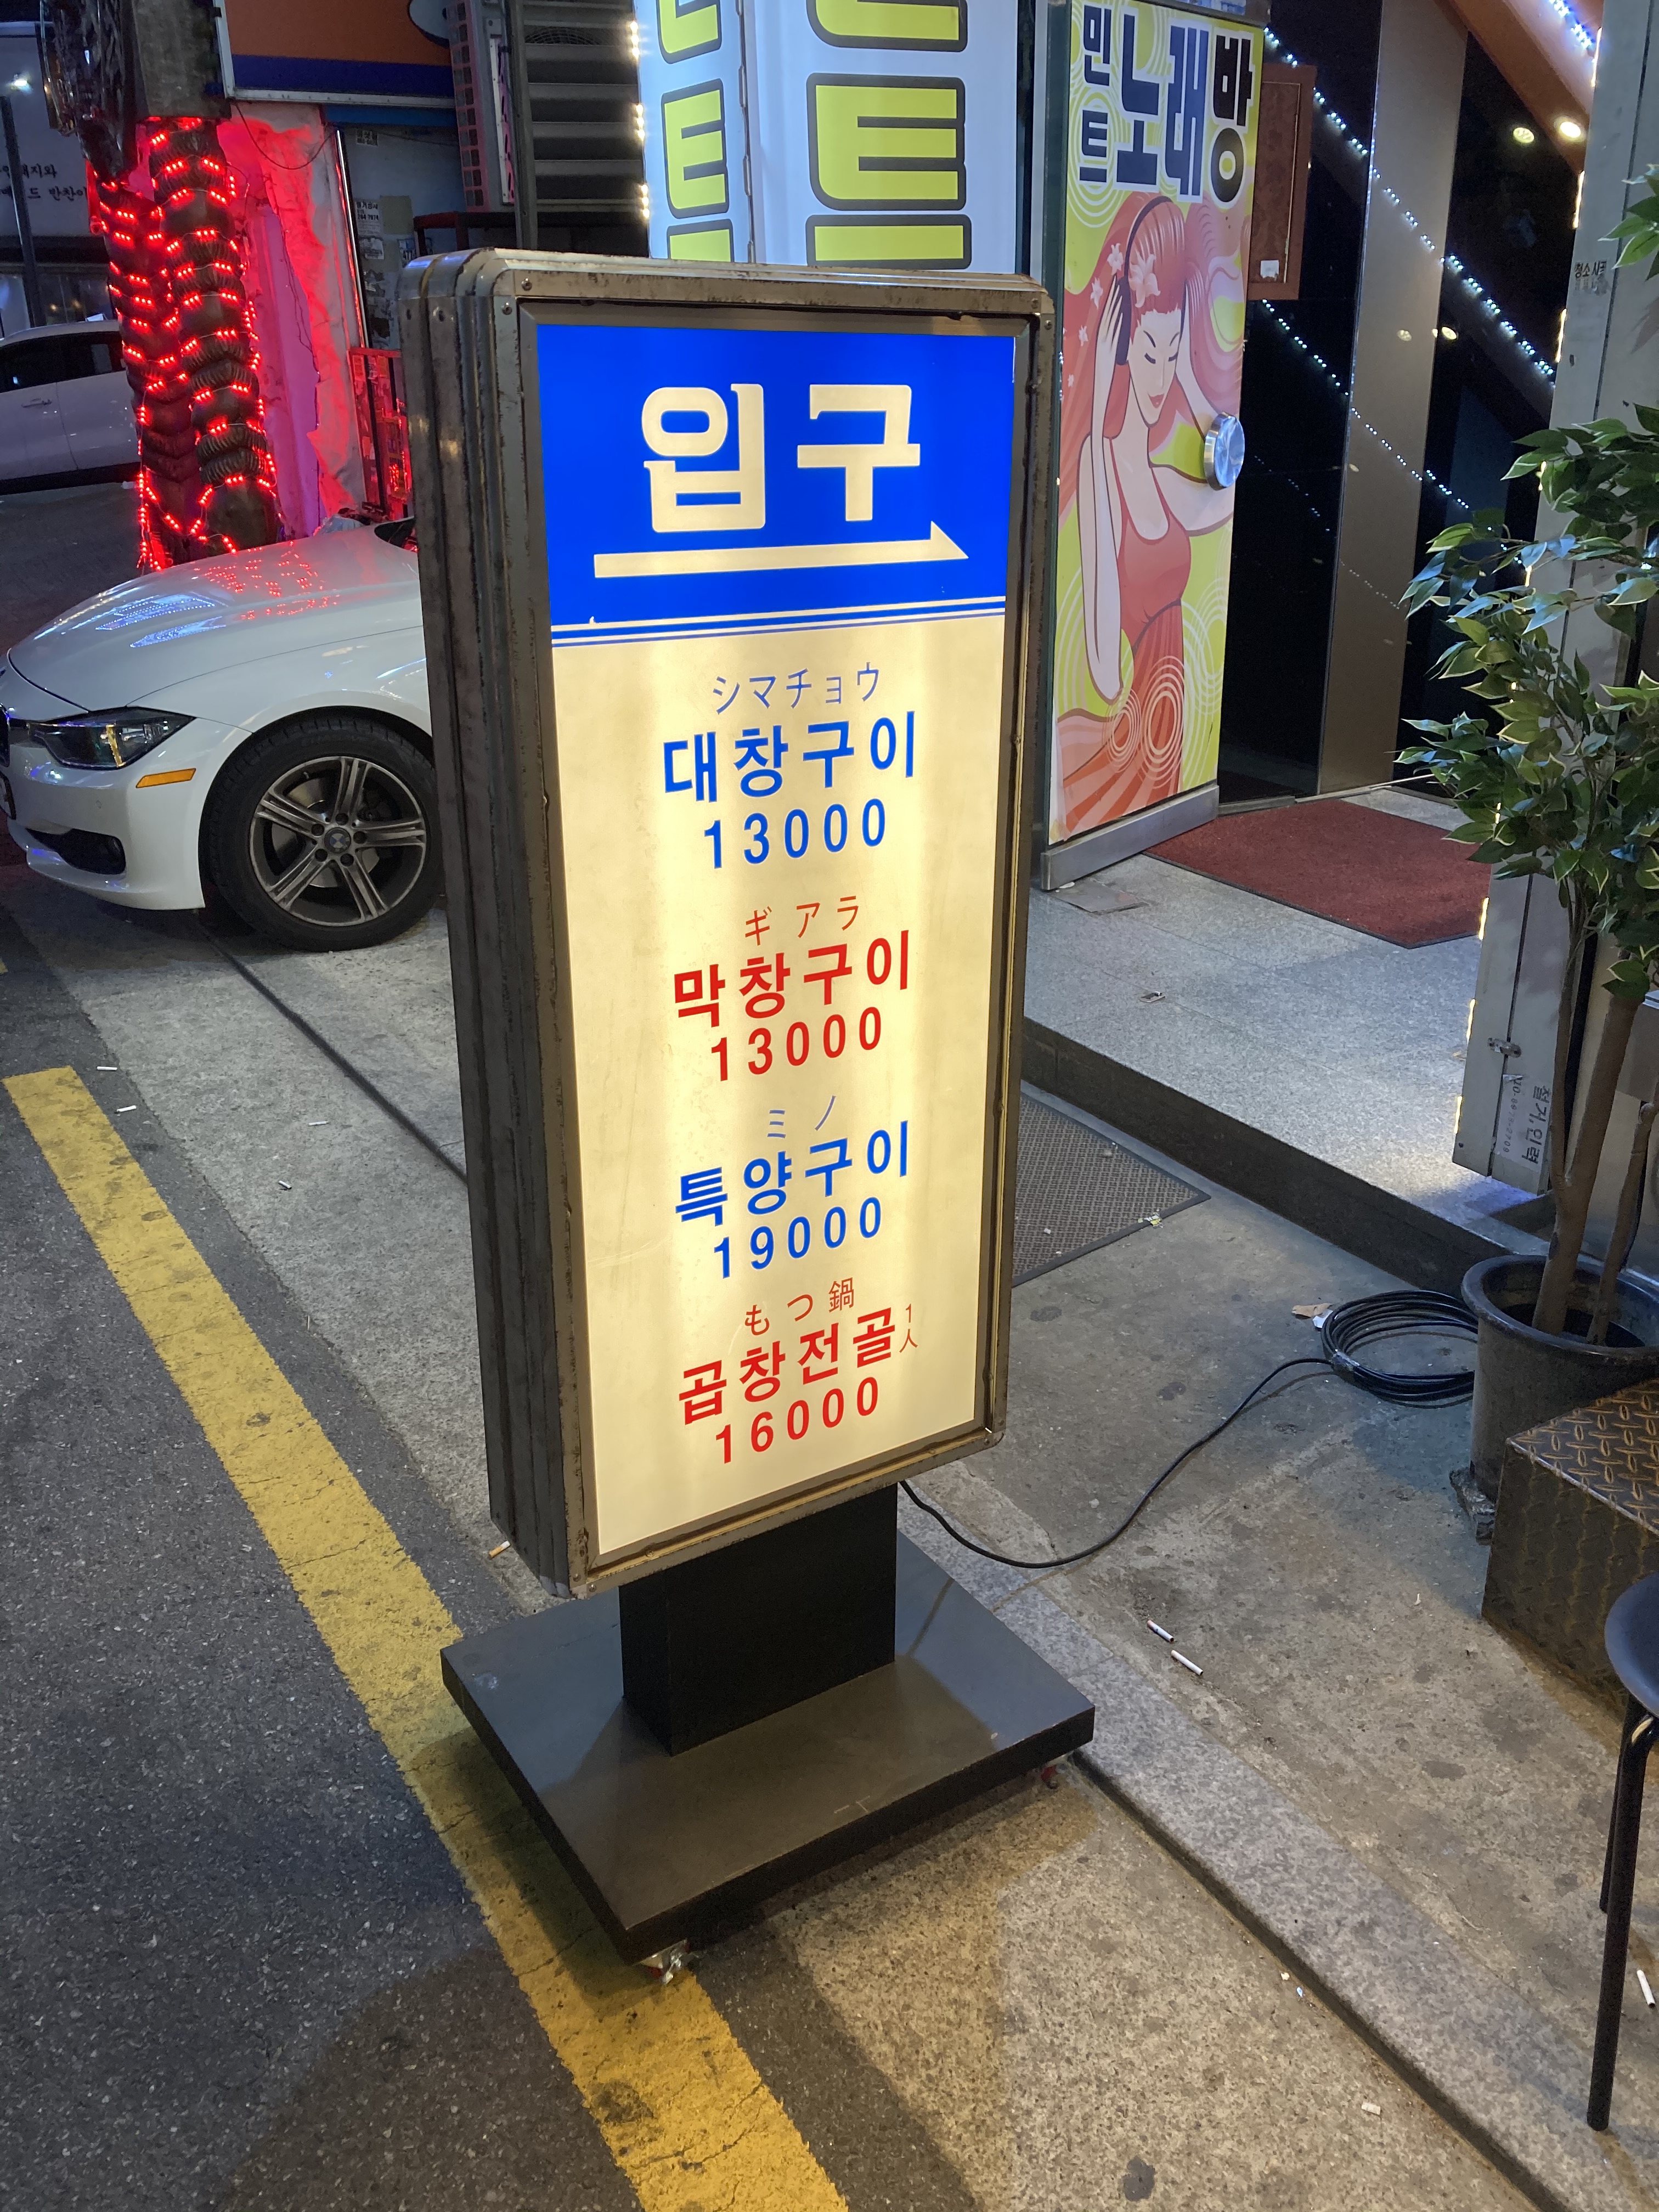 민트
노래방
입구
シマチョウ
대창구이
13000
ギアラ
막창구이
13000
ミノ
특양구이
19000
もつ鍋
곱창전골 1人
16000